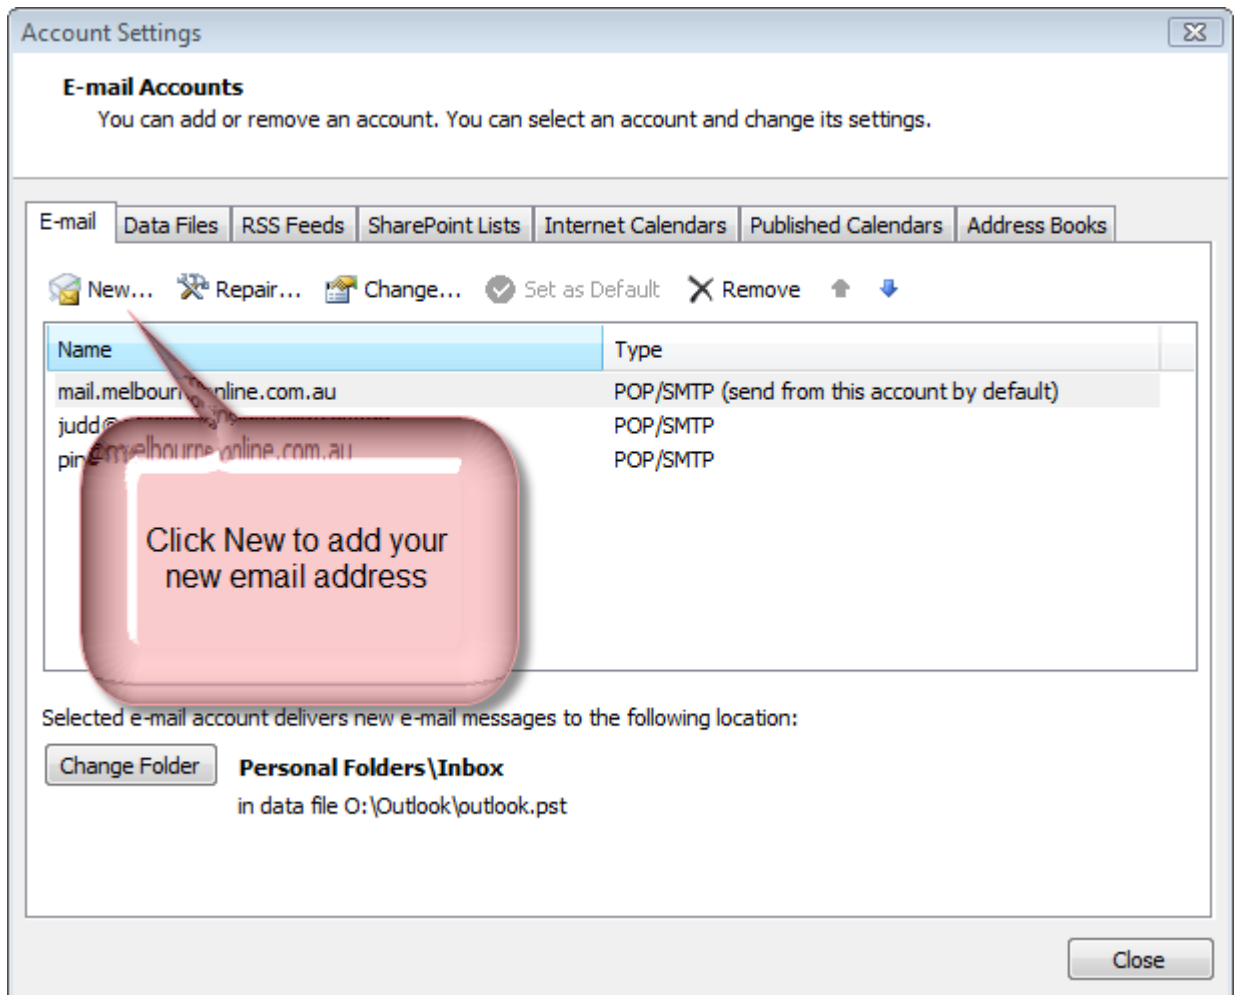 Account Settings
E-mail Accounts
You can add or remove an account. You can select an account and change its settings.
E-mail Data Files RSS Feeds SharePoint Lists Internet Calendars Published Calendars Address Books
New... Repair... Change... Set as Default Remove
Name Type
mail.melbourneonline.com.au POP/SMTP (send from this account by default)
POP/SMTP
POP/SMTP
Click New to add your
new email address
Selected e-mail account delivers new e-mail messages to the following location:
Change Folder Personal Folders\Inbox
in data file O:\Outlook\outlook.pst
Close